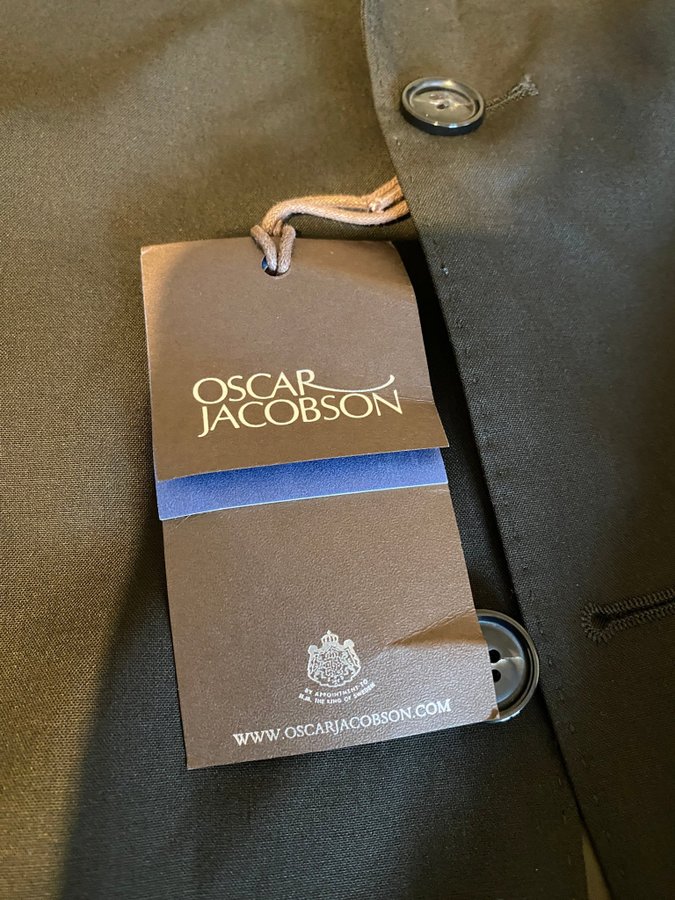 OSCAR
JACOBSON
BY APPOINTMENT TO
H.M. THE KING OF SWEDEN
WWW.OSCARJACOBSON.COM